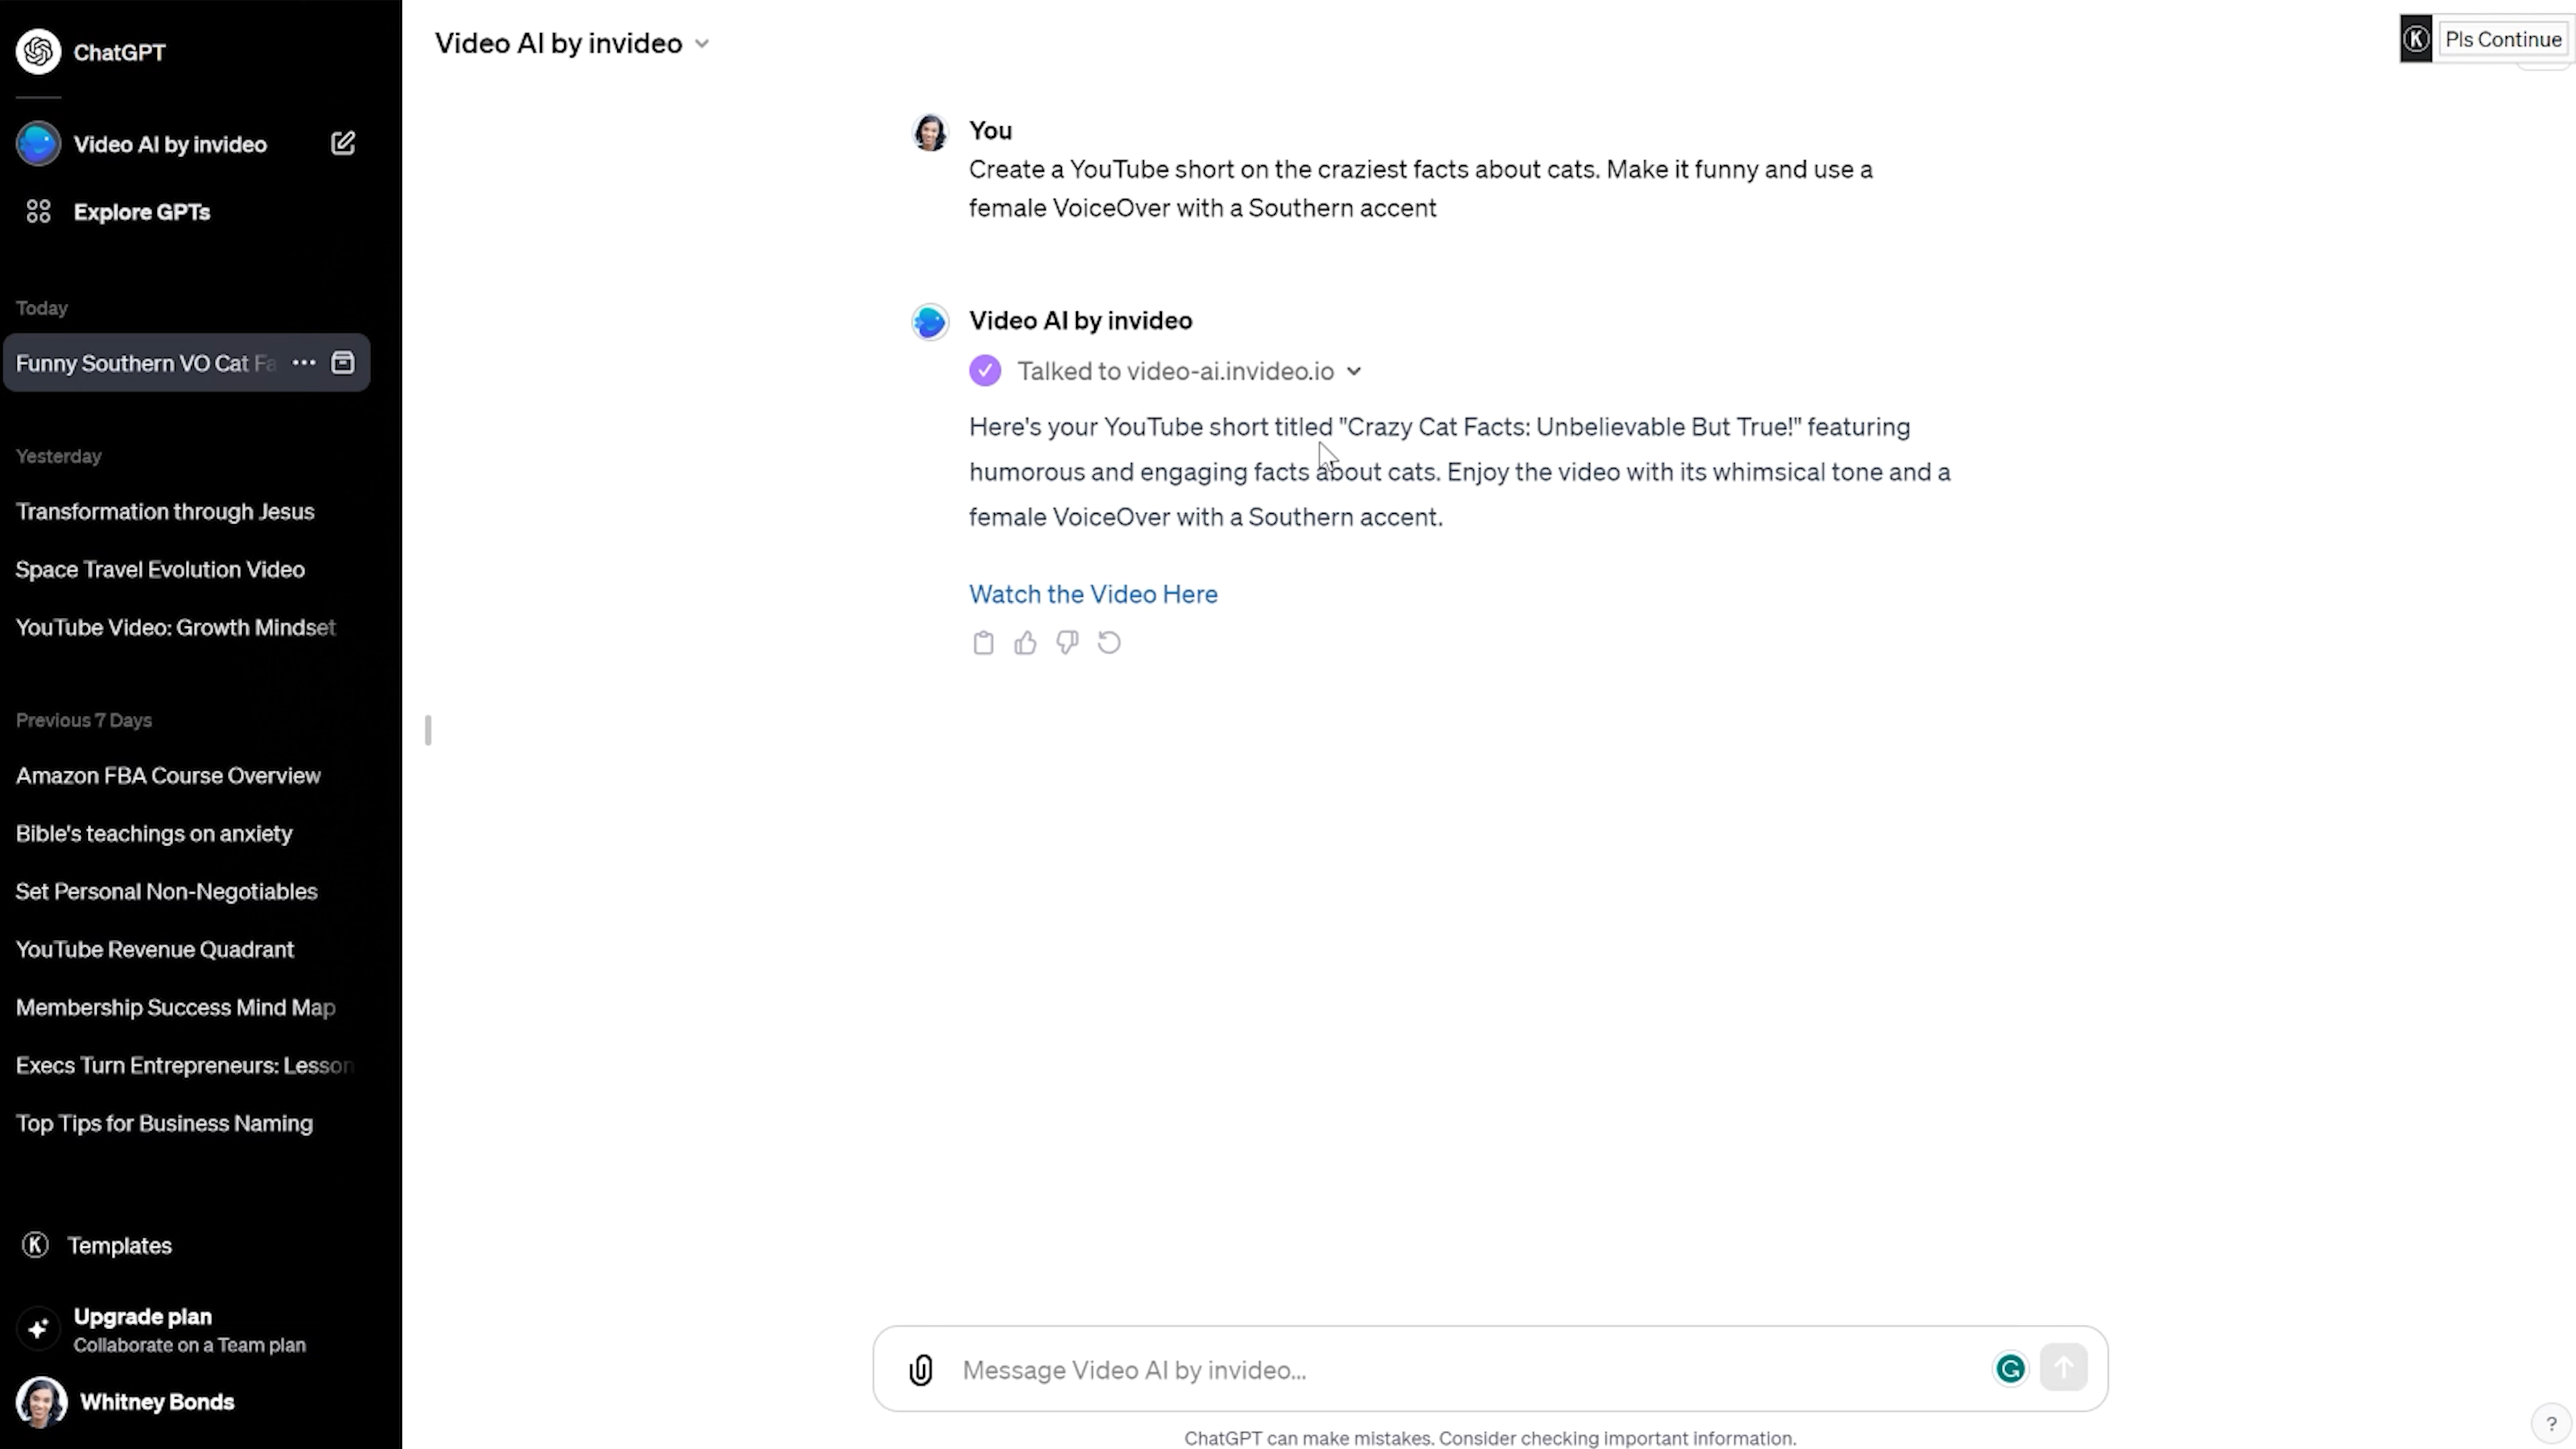 ChatGPT
Video AI by invideo
Explore GPTs
Today
Funny Southern VO Cat Fa
Yesterday
Transformation through Jesus
Space Travel Evolution Video
YouTube Video: Growth Mindset
Previous 7 Days
Amazon FBA Course Overview
Bible's teachings on anxiety
Set Personal Non-Negotiables
YouTube Revenue Quadrant
Membership Success Mind Map
Execs Turn Entrepreneurs: Lesson
Top Tips for Business Naming
K Templates
Upgrade plan
Collaborate on a Team plan
Whitney Bonds
Video AI by invideo
K Pls Continue
You
Create a YouTube short on the craziest facts about cats. Make it funny and use a
female VoiceOver with a Southern accent
Video AI by invideo
Talked to video-ai.invideo.io
Here's your YouTube short titled "Crazy Cat Facts: Unbelievable But True!" featuring
humorous and engaging facts about cats. Enjoy the video with its whimsical tone and a
female VoiceOver with a Southern accent.
Watch the Video Here
Message Video AI by invideo...
G
ChatGPT can make mistakes. Consider checking important information.
?